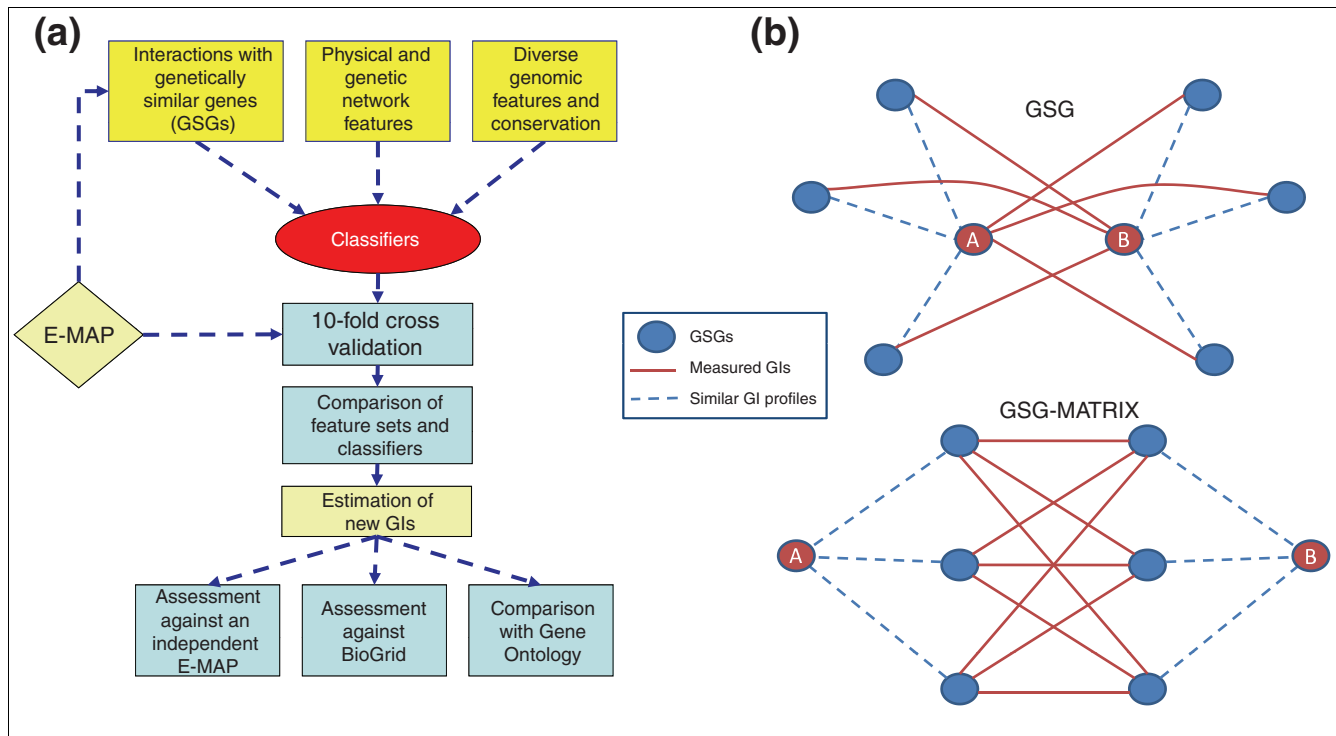 (a)
Interactions with
genetically
similar genes
(GSGs)
Physical and
genetic
network
features
Diverse
genomic
features and
conservation
Classifiers
E-MAP
10-fold cross
validation
Comparison of
feature sets and
classifiers
Estimation of
new GIs
Assessment
against an
independent
E-MAP
Assessment
against
BioGrid
Comparison
with Gene
Ontology
(b)
GSG
A
B
GSGs
Measured GIs
Similar GI profiles
GSG-MATRIX
A
B